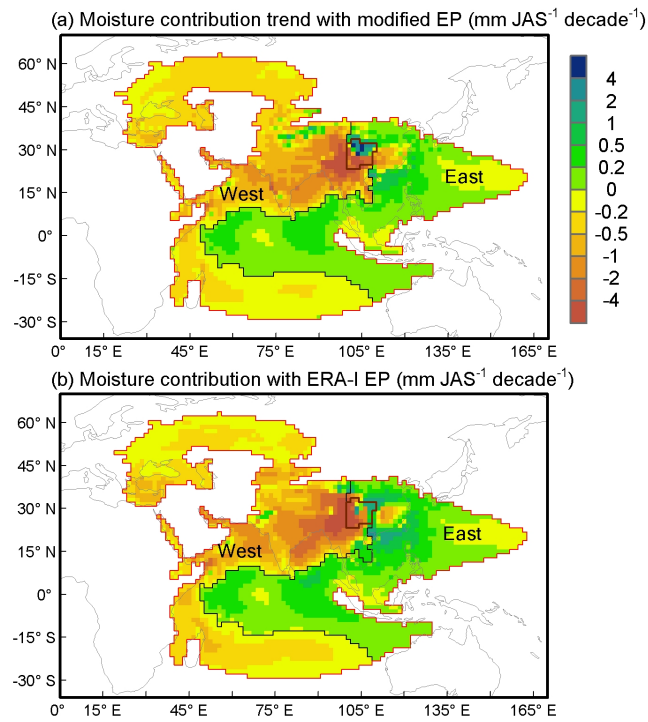 (a) Moisture contribution trend with modified EP (mm JAS⁻¹ decade⁻¹)
60° N
45° N
30° N
15° N
0°
-15° S
-30° S
West
East
0°
15° E
45° E
75° E
105° E
135° E
165° E
4
2
1
0.5
0.2
0
-0.2
-0.5
-1
-2
-4
(b) Moisture contribution with ERA-I EP (mm JAS⁻¹ decade⁻¹)
60° N
45° N
30° N
15° N
0°
-15° S
-30° S
West
East
0°
15° E
45° E
75° E
105° E
135° E
165° E